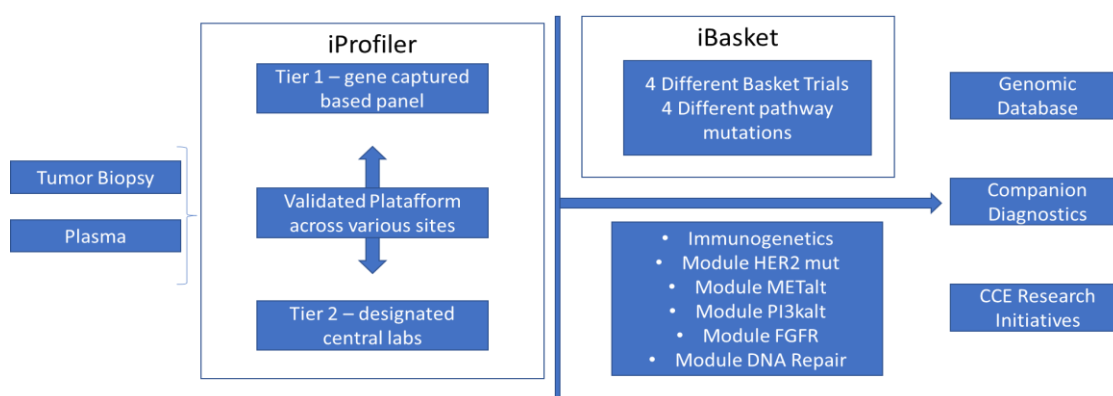 Tumor Biopsy
Plasma
iProfiler
Tier 1 – gene captured
based panel
Validated Platafform
across various sites
Tier 2 – designated
central labs
iBasket
4 Different Basket Trials
4 Different pathway
mutations
• Immunogenetics
• Module HER2 mut
• Module METalt
• Module PI3kalt
• Module FGFR
• Module DNA Repair
Genomic
Database
Companion
Diagnostics
CCE Research
Initiatives